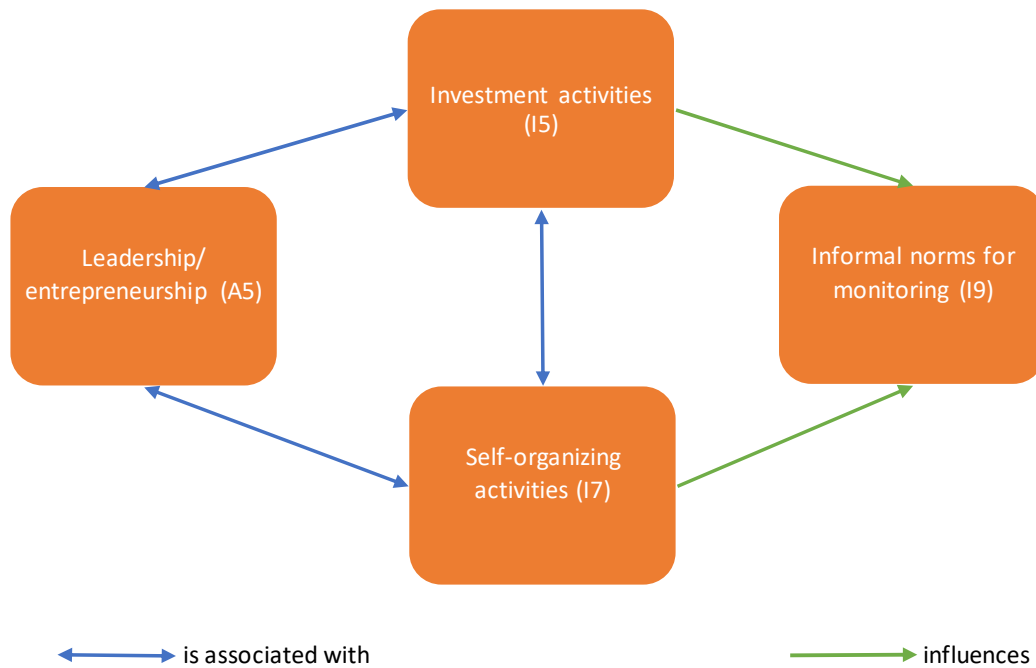 Investment activities
(I5)
Leadership/
entrepreneurship (A5)
Informal norms for
monitoring (I9)
Self-organizing
activities (I7)
is associated with
influences